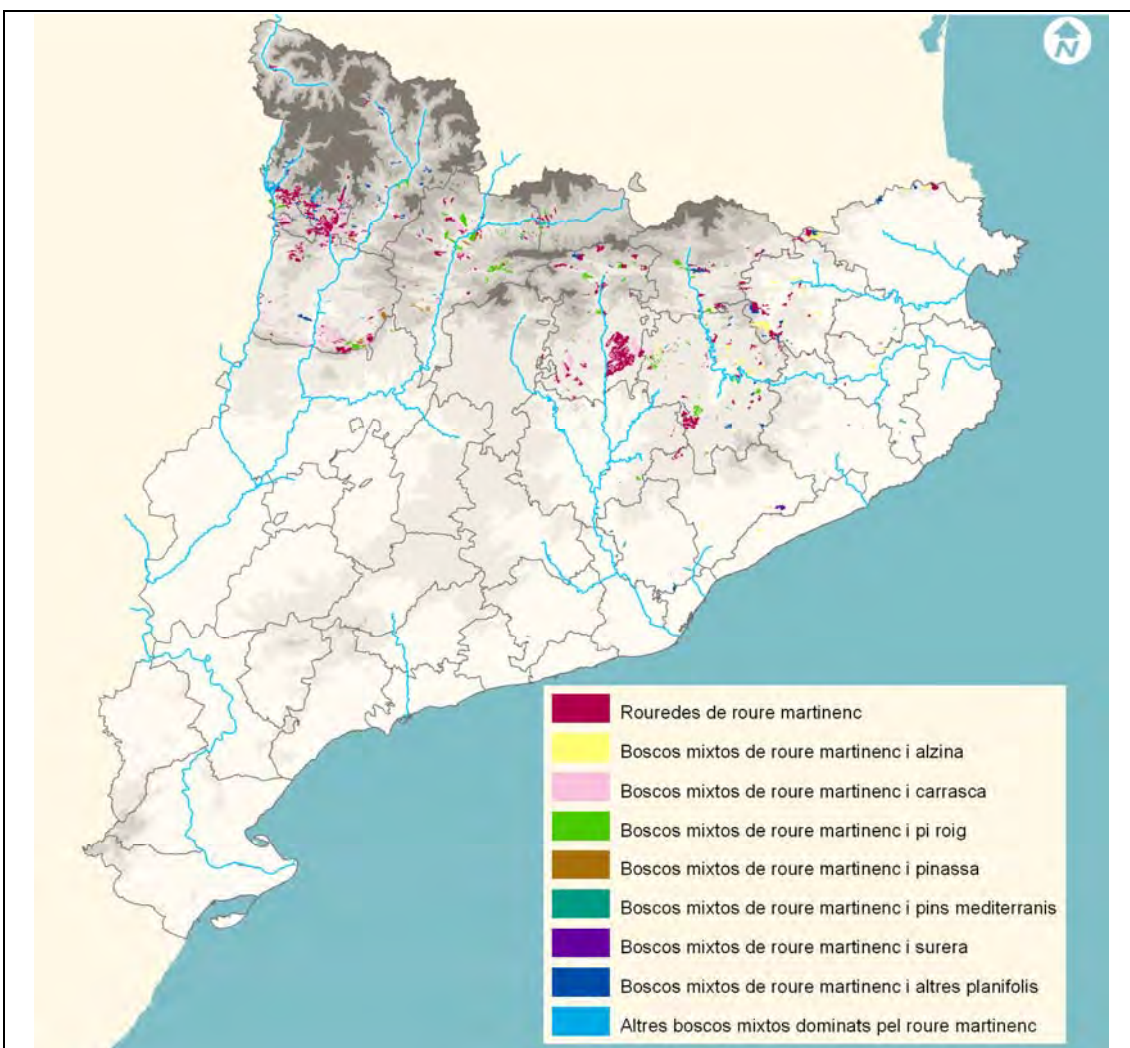 N
Rouredes de roure martinenc
Boscos mixtos de roure martinenc i alzina
Boscos mixtos de roure martinenc i carrasca
Boscos mixtos de roure martinenc i pi roig
Boscos mixtos de roure martinenc i pinassa
Boscos mixtos de roure martinenc i pins mediterranis
Boscos mixtos de roure martinenc i surera
Boscos mixtos de roure martinenc i altres planifolis
Altres boscos mixtos dominats pel roure martinenc